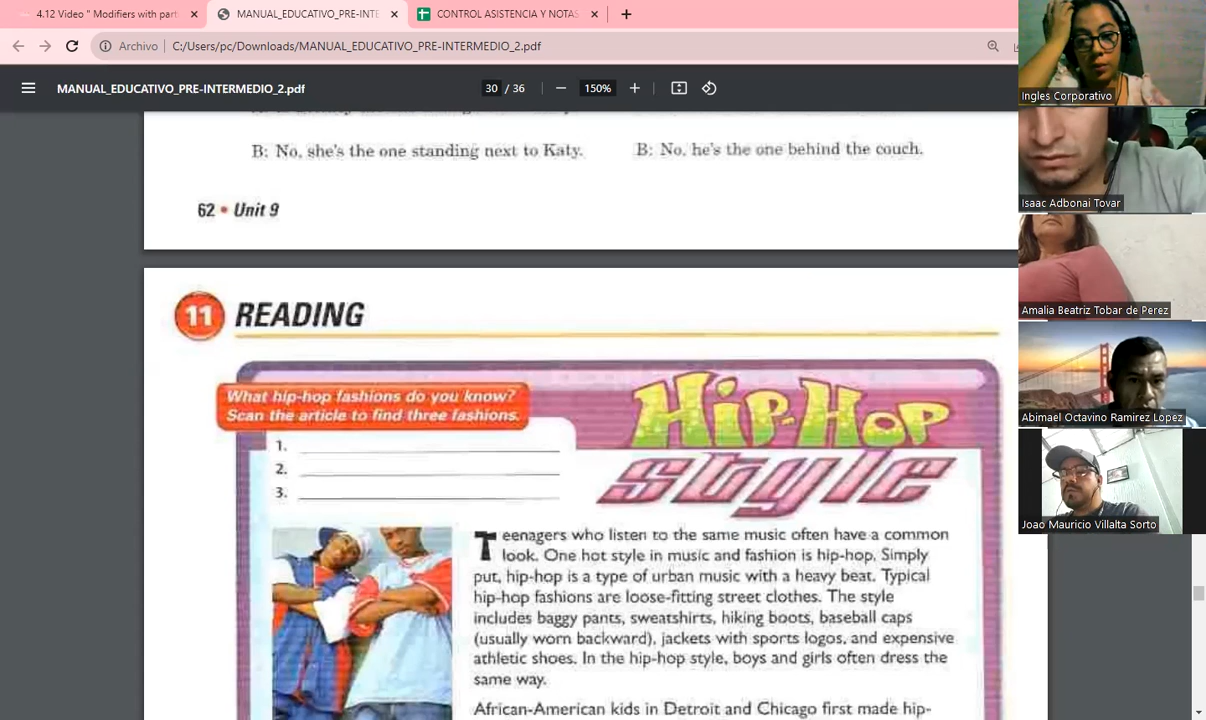 4.12 Video " Modifiers with part
MANUAL_EDUCATIVO_PRE-INTE
CONTROL ASISTENCIA Y NOTAS
Archivo
C:/Users/pc/Downloads/MANUAL_EDUCATIVO_PRE-INTERMEDIO_2.pdf
MANUAL_EDUCATIVO_PRE-INTERMEDIO_2.pdf
30 / 36
150%
B: No, she's the one standing next to Katy.
B: No, he's the one behind the couch.
62 • Unit 9
11 READING
What hip-hop fashions do you know?
Scan the article to find three fashions.
1.
2.
3.
Hip-Hop
style
Teenagers who listen to the same music often have a common
look. One hot style in music and fashion is hip-hop. Simply
put, hip-hop is a type of urban music with a heavy beat. Typical
hip-hop fashions are loose-fitting street clothes. The style
includes baggy pants, sweatshirts, hiking boots, baseball caps
(usually worn backward), jackets with sports logos, and expensive
athletic shoes. In the hip-hop style, boys and girls often dress the
same way.
African-American kids in Detroit and Chicago first made hip-
Ingles Corporativo
Isaac Adbonai Tovar
Amalia Beatriz Tobar de Perez
Abimael Octavino Ramirez Lopez
Joao Mauricio Villalta Sorto